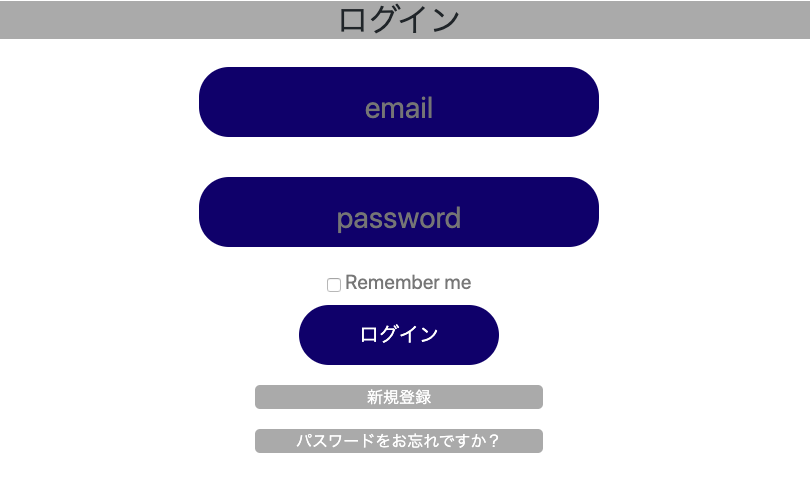 ログイン
email
password
Remember me
ログイン
新規登録
パスワードをお忘れですか？